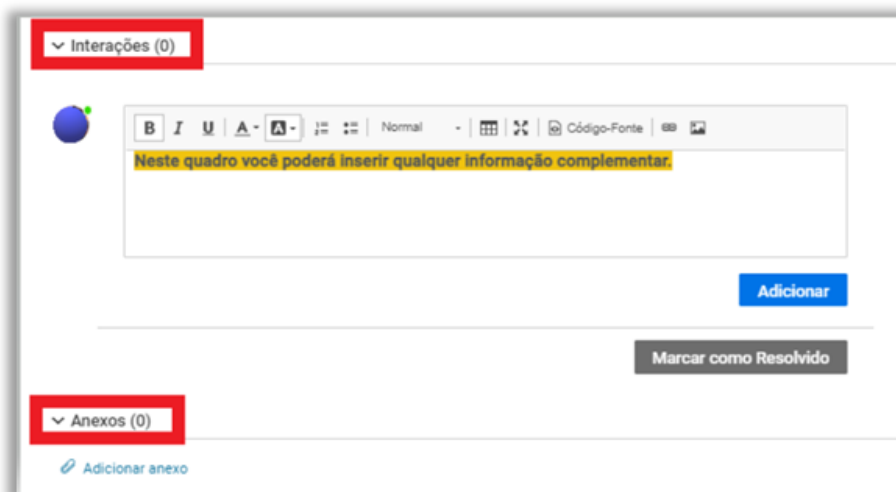 Interações (0)
B I U A A Normal Código-Fonte
Neste quadro você poderá inserir qualquer informação complementar.
Adicionar
Marcar como Resolvido
Anexos (0)
Adicionar anexo